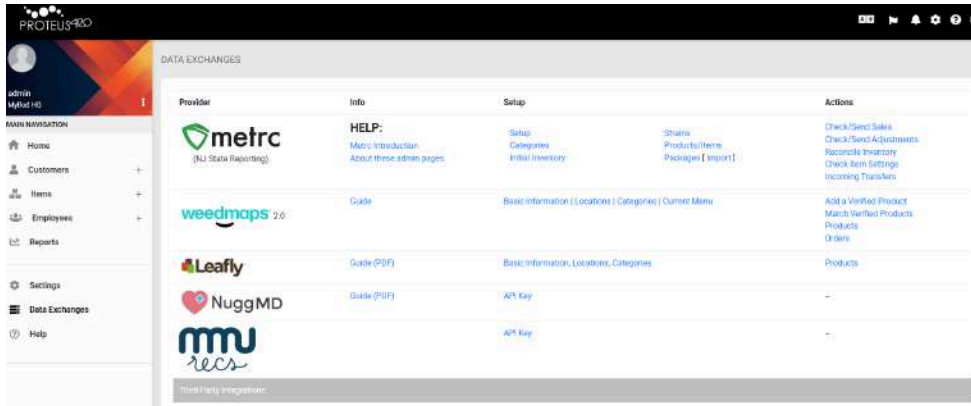 PROTEUS420
DATA EXCHANGES
admin
MyBud HQ
MAIN NAVIGATION
Home
Customers +
Items +
Employees +
Reports
Settings
Data Exchanges
Help
Provider Info Setup Actions
metrc
(NJ State Reporting)
HELP:
Metrc Introduction
About these admin pages
Setup
Categories
Initial Inventory
Strains
Products/Items
Packages [ Import ]
Check/Send Sales
Check/Send Adjustments
Reconcile Inventory
Check Item Settings
Incoming Transfers
weedmaps 2.0
Guide
Basic Information | Locations | Categories | Current Menu
Add a Verified Product
Match Verified Products
Products
Orders
Leafly
Guide (PDF)
Basic Information, Locations, Categories
Products
NuggMD
Guide (PDF)
API Key
--
mmj
recs
API Key
--
Third Party Integrations